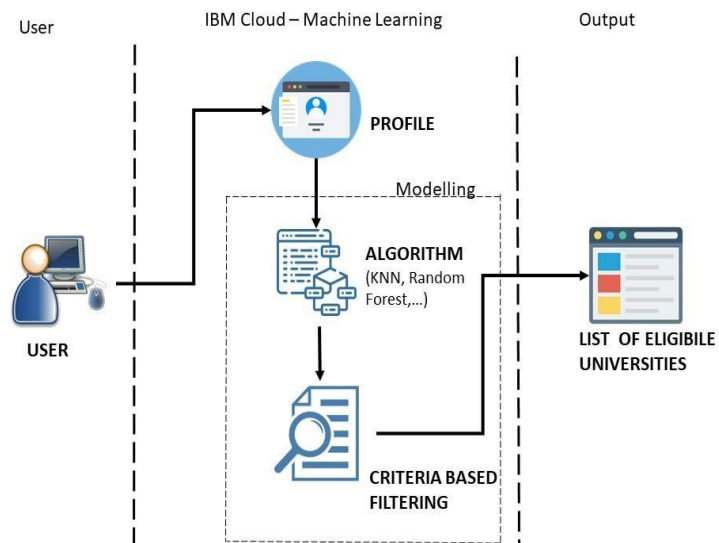 User
IBM Cloud – Machine Learning
Output
PROFILE
Modelling
ALGORITHM
(KNN, Random
Forest,...)
USER
LIST OF ELIGIBILE
UNIVERSITIES
CRITERIA BASED
FILTERING